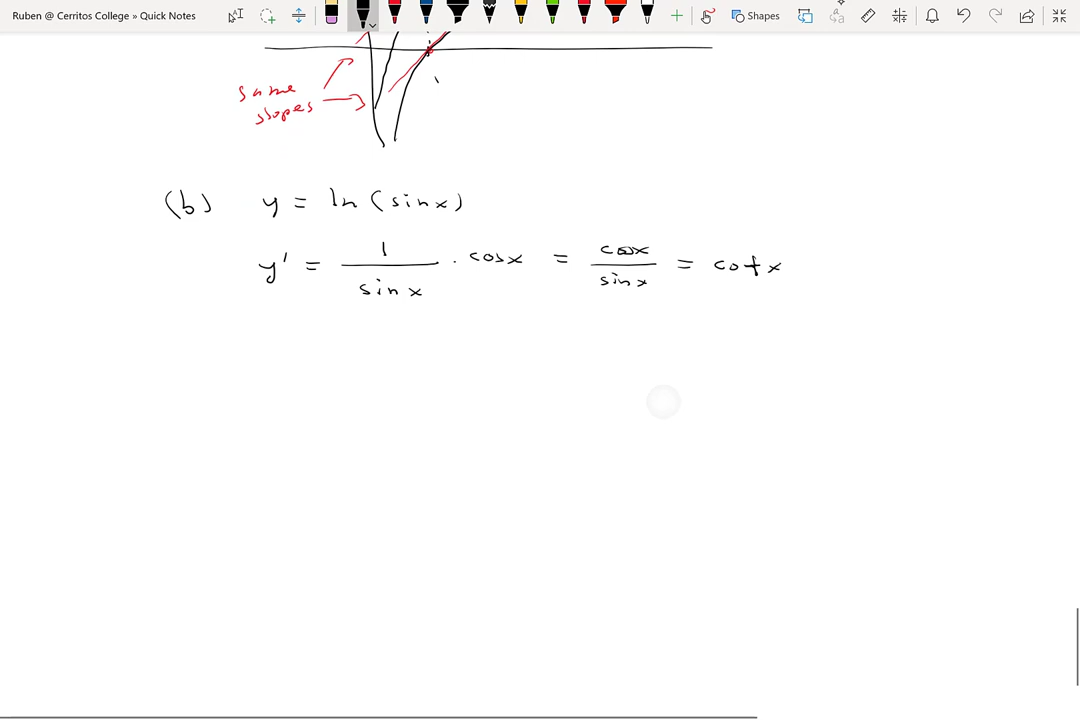 Ruben @ Cerritos College » Quick Notes
Shapes
same
slopes
(b) y = ln(sinx)
y' = 1/sinx · cosx = cosx/sinx = cotx